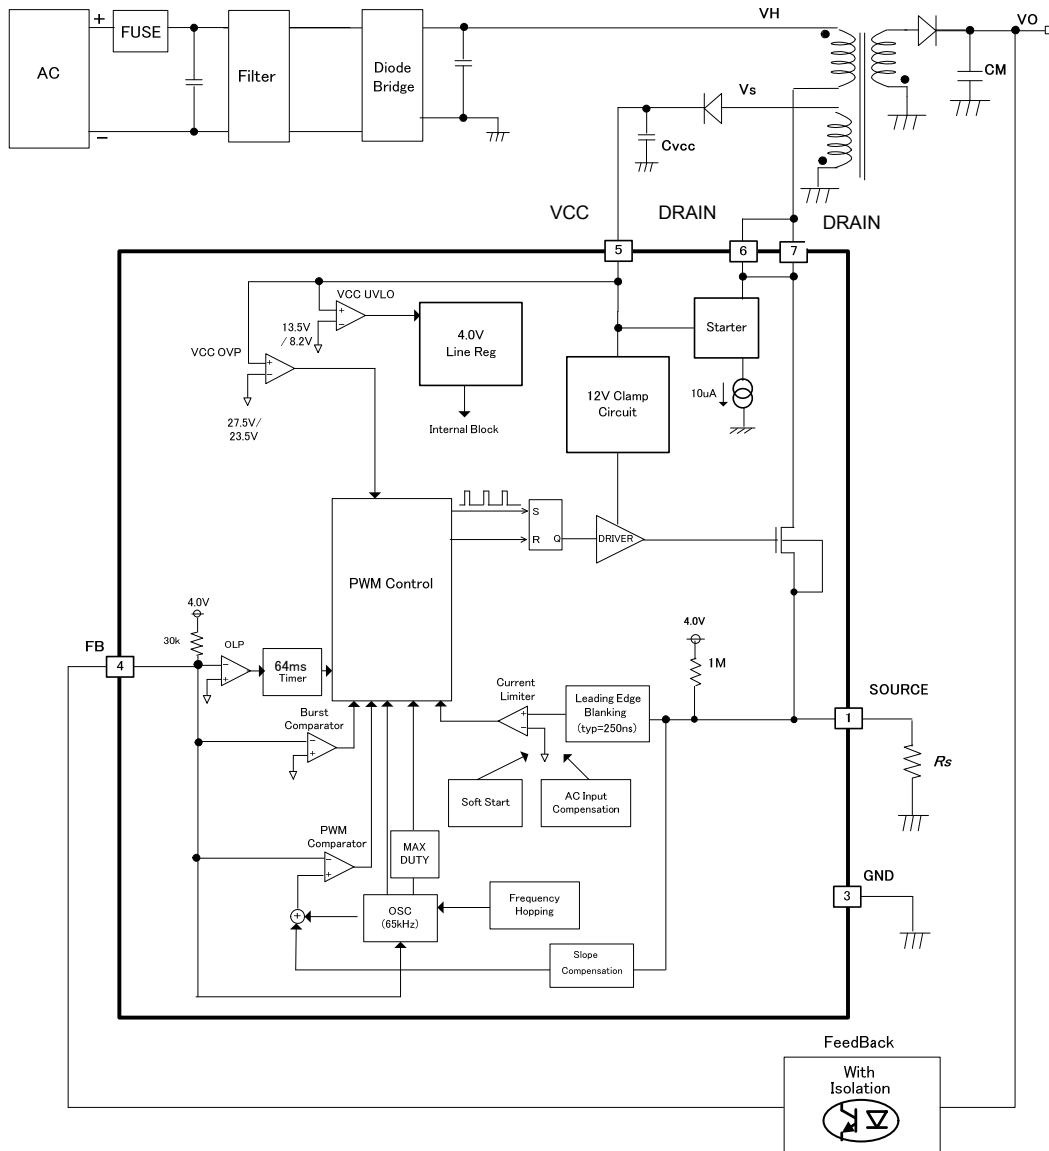 VH
VO
+
FUSE
AC
Filter
Diode
Bridge
CM
Vs
Cvcc
−
VCC
DRAIN
DRAIN
5
6
7
VCC UVLO
+
−
13.5V
/ 8.2V
4.0V
Line Reg
Starter
VCC OVP
+
−
12V Clamp
Circuit
10uA
27.5V/
23.5V
Internal Block
S
R
Q
DRIVER
PWM Control
4.0V
30k
OLP
FB
4
−
+
64ms
Timer
4.0V
1M
Current
Limiter
+
−
Leading Edge
Blanking
(typ=250ns)
SOURCE
1
Rs
Burst
Comparator
−
+
Soft Start
AC Input
Compensation
PWM
Comparator
−
+
MAX
DUTY
GND
3
OSC
(65kHz)
Frequency
Hopping
+
Slope
Compensation
FeedBack
With
Isolation